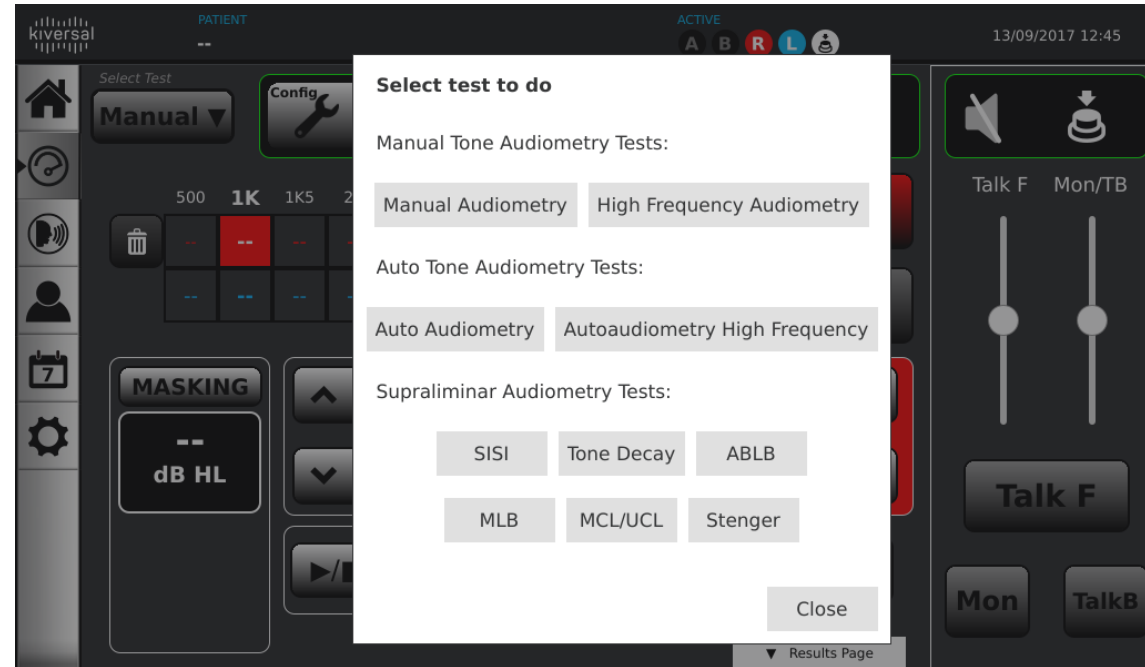 kiversal
PATIENT
--
ACTIVE
A B R L
13/09/2017 12:45
Select Test
Manual ▼
Config
Select test to do
Manual Tone Audiometry Tests:
Manual Audiometry High Frequency Audiometry
Auto Tone Audiometry Tests:
Auto Audiometry Autoaudiometry High Frequency
Supraliminar Audiometry Tests:
SISI Tone Decay ABLB
MLB MCL/UCL Stenger
Close
500 1K 1K5 2
-- -- --
-- -- --
7
MASKING
--
dB HL
▼ Results Page
Talk F Mon/TB
Talk F
Mon TalkB